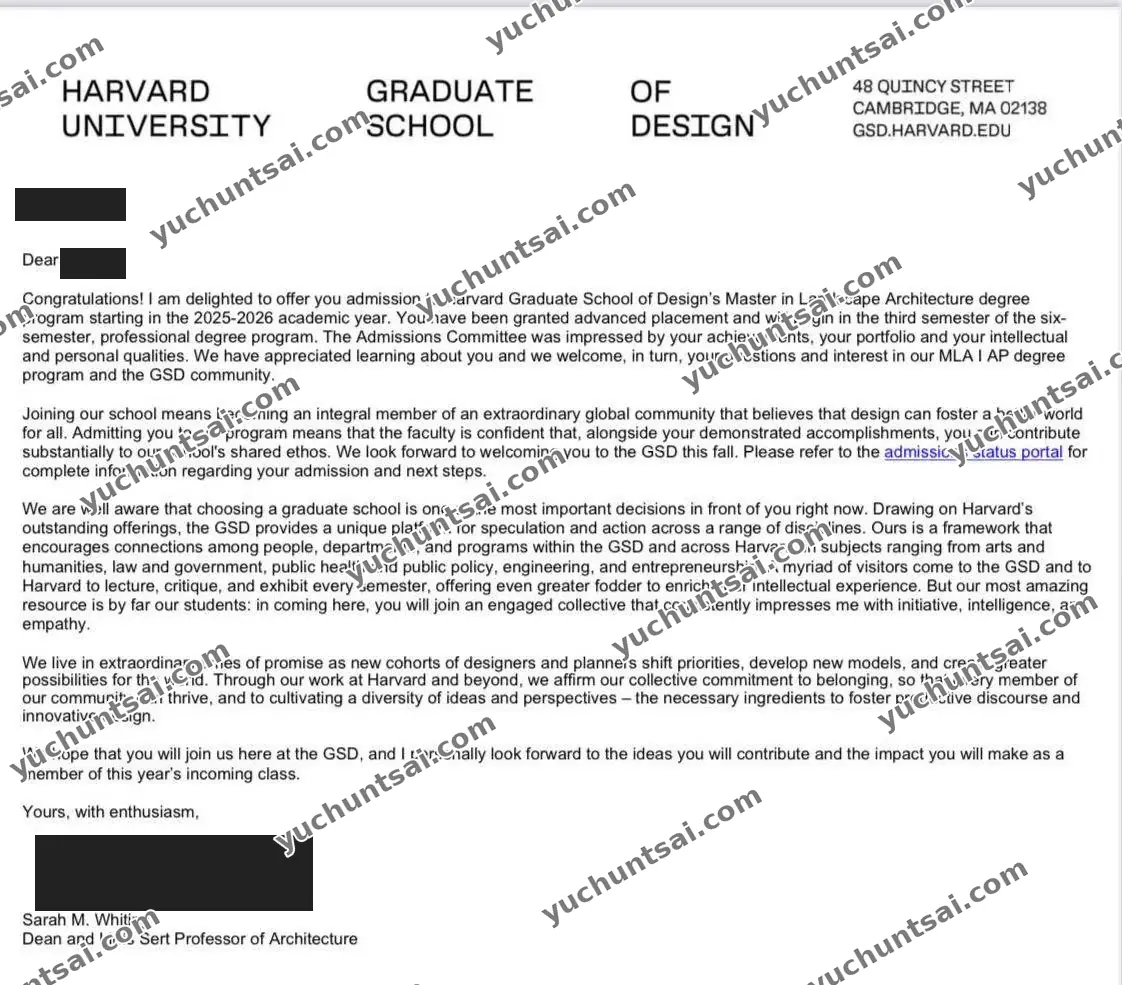 HARVARD UNIVERSITY
GRADUATE SCHOOL
OF DESIGN
48 QUINCY STREET
CAMBRIDGE, MA 02138
GSD.HARVARD.EDU
Dear
Congratulations! I am delighted to offer you admission Harvard Graduate School of Design's Master in Landscape Architecture degree
program starting in the 2025-2026 academic year. You have been granted advanced placement and will begin in the third semester of the six-
semester, professional degree program. The Admissions Committee was impressed by your achievements, your portfolio and your intellectual
and personal qualities. We have appreciated learning about you and we welcome, in turn, your questions and interest in our MLA I AP degree
program and the GSD community.
Joining our school means becoming an integral member of an extraordinary global community that believes that design can foster a better world
for all. Admitting you to our program means that the faculty is confident that, alongside your demonstrated accomplishments, you contribute
substantially to our school's shared ethos. We look forward to welcoming you to the GSD this fall. Please refer to the admissions status portal for
complete information regarding your admission and next steps.
We are well aware that choosing a graduate school is one of the most important decisions in front of you right now. Drawing on Harvard's
outstanding offerings, the GSD provides a unique platform for speculation and action across a range of disciplines. Ours is a framework that
encourages connections among people, departments, and programs within the GSD and across Harvard in subjects ranging from arts and
humanities, law and government, public health and public policy, engineering, and entrepreneurship. A myriad of visitors come to the GSD and to
Harvard to lecture, critique, and exhibit every semester, offering even greater fodder to enrich intellectual experience. But our most amazing
resource is by far our students: in coming here, you will join an engaged collective that consistently impresses me with initiative, intelligence, and
empathy.
We live in extraordinary times of promise as new cohorts of designers and planners shift priorities, develop new models, and create greater
possibilities for the world. Through our work at Harvard and beyond, we affirm our collective commitment to belonging, so that every member of
our community can thrive, and to cultivating a diversity of ideas and perspectives – the necessary ingredients to foster productive discourse and
innovative design.
We hope that you will join us here at the GSD, and I personally look forward to the ideas you will contribute and the impact you will make as a
member of this year's incoming class.
Yours, with enthusiasm,
Sarah M. Whiting
Dean and Sert Professor of Architecture
yuchuntsai.com